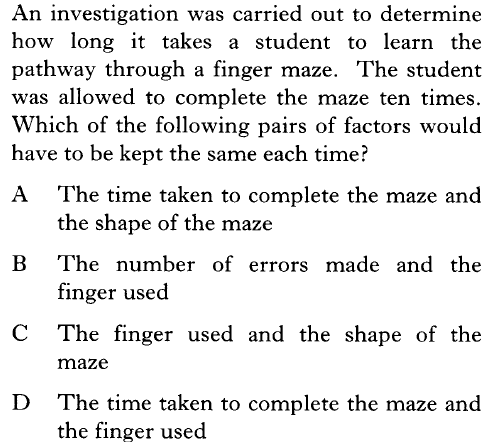 An investigation was carried out to determine
how long it takes a student to learn the
pathway through a finger maze. The student
was allowed to complete the maze ten times.
Which of the following pairs of factors would
have to be kept the same each time?
A The time taken to complete the maze and
the shape of the maze
B The number of errors made and the
finger used
C The finger used and the shape of the
maze
D The time taken to complete the maze and
the finger used